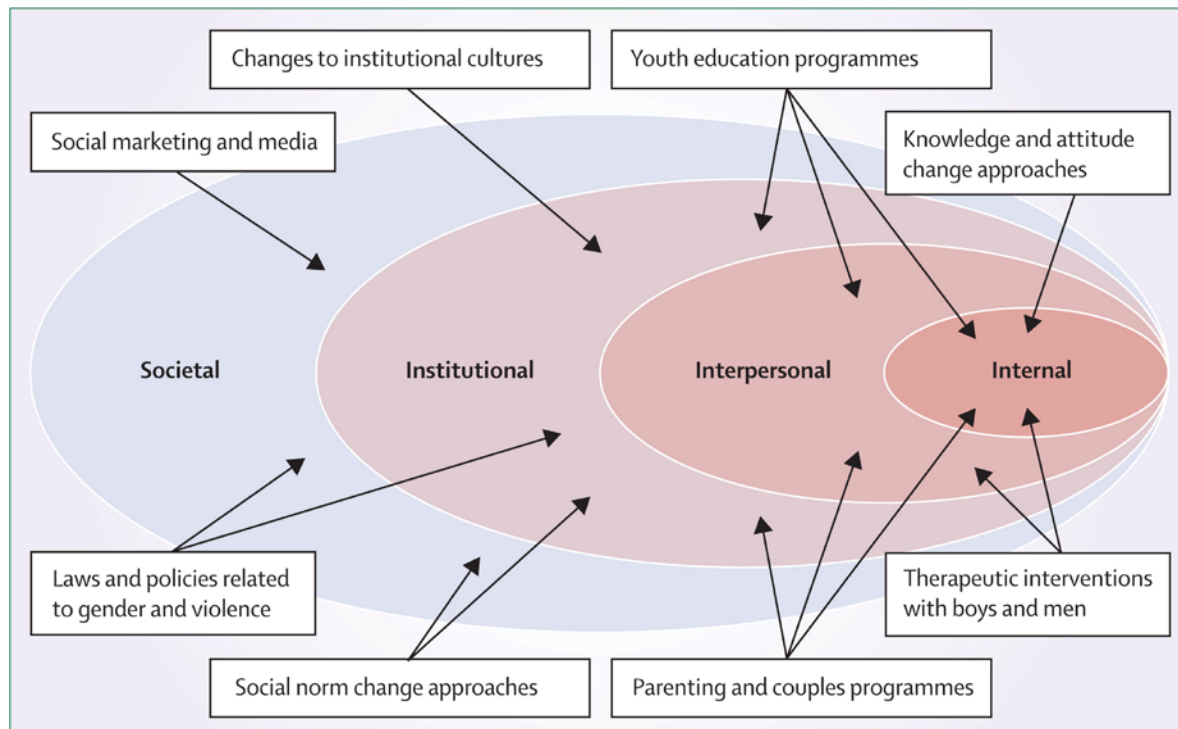 Changes to institutional cultures
Youth education programmes
Social marketing and media
Knowledge and attitude
change approaches
Societal
Institutional
Interpersonal
Internal
Laws and policies related
to gender and violence
Therapeutic interventions
with boys and men
Social norm change approaches
Parenting and couples programmes